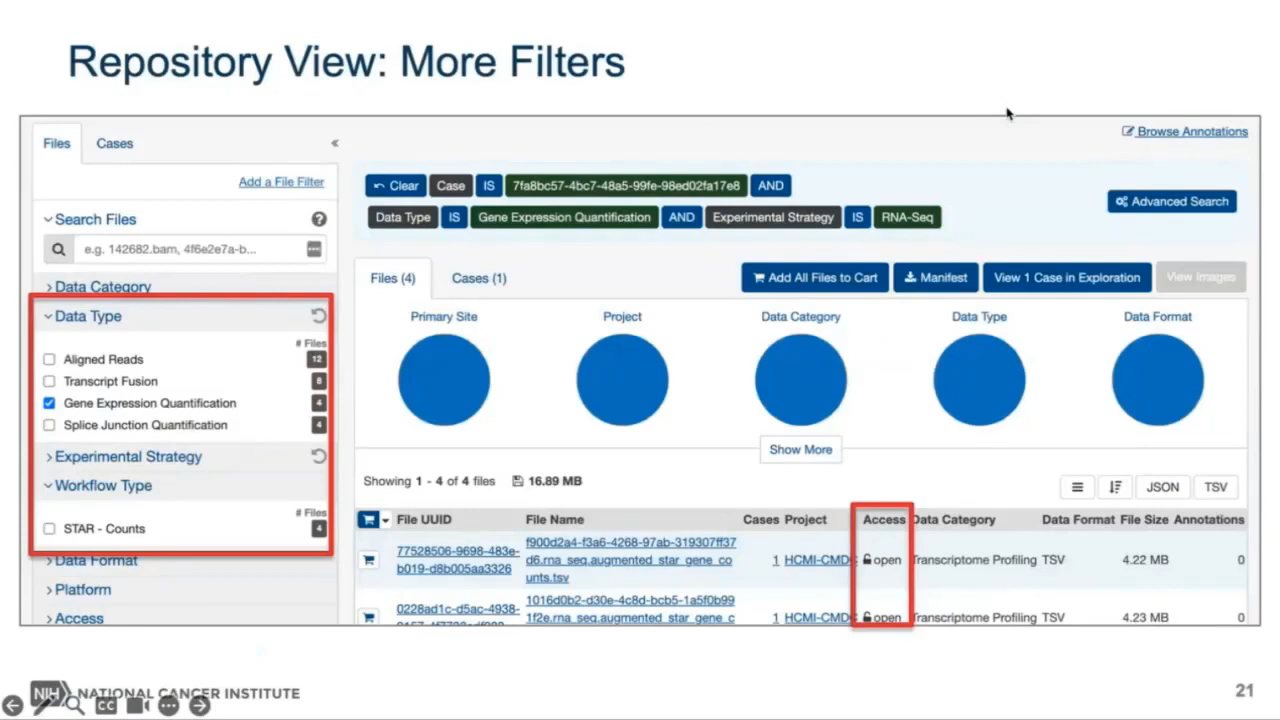 Repository View: More Filters
Files Cases «
Browse Annotations
Add a File Filter
Search Files
e.g. 142682.bam, 4f6e2e7a-b...
Data Category
Data Type
# Files
Aligned Reads 12
Transcript Fusion 8
Gene Expression Quantification 4
Splice Junction Quantification 4
Experimental Strategy
Workflow Type
# Files
STAR - Counts 4
Data Format
Platform
Access
Clear Case IS 7fa8bc57-4bc7-48a5-99fe-98ed02fa17e8 AND
Data Type IS Gene Expression Quantification AND Experimental Strategy IS RNA-Seq
Advanced Search
Files (4) Cases (1)
Add All Files to Cart Manifest View 1 Case in Exploration View Images
Primary Site Project Data Category Data Type Data Format
Show More
Showing 1 - 4 of 4 files 16.89 MB
JSON TSV
File UUID File Name Cases Project Access Data Category Data Format File Size Annotations
77528506-9698-483e-
b019-d8b005aa3326
f900d2a4-f3a6-4268-97ab-319307ff37
d6.rna_seq.augmented_star_gene_co
unts.tsv
1 HCMI-CMDC open Transcriptome Profiling TSV 4.22 MB 0
0228ad1c-d5ac-4938-
1016d0b2-d30e-4c8d-bcb5-1a5f0b99
1f2e.rna_seq.augmented_star_gene_c
1 HCMI-CMDC open Transcriptome Profiling TSV 4.23 MB 0
NIH NATIONAL CANCER INSTITUTE
CC
21